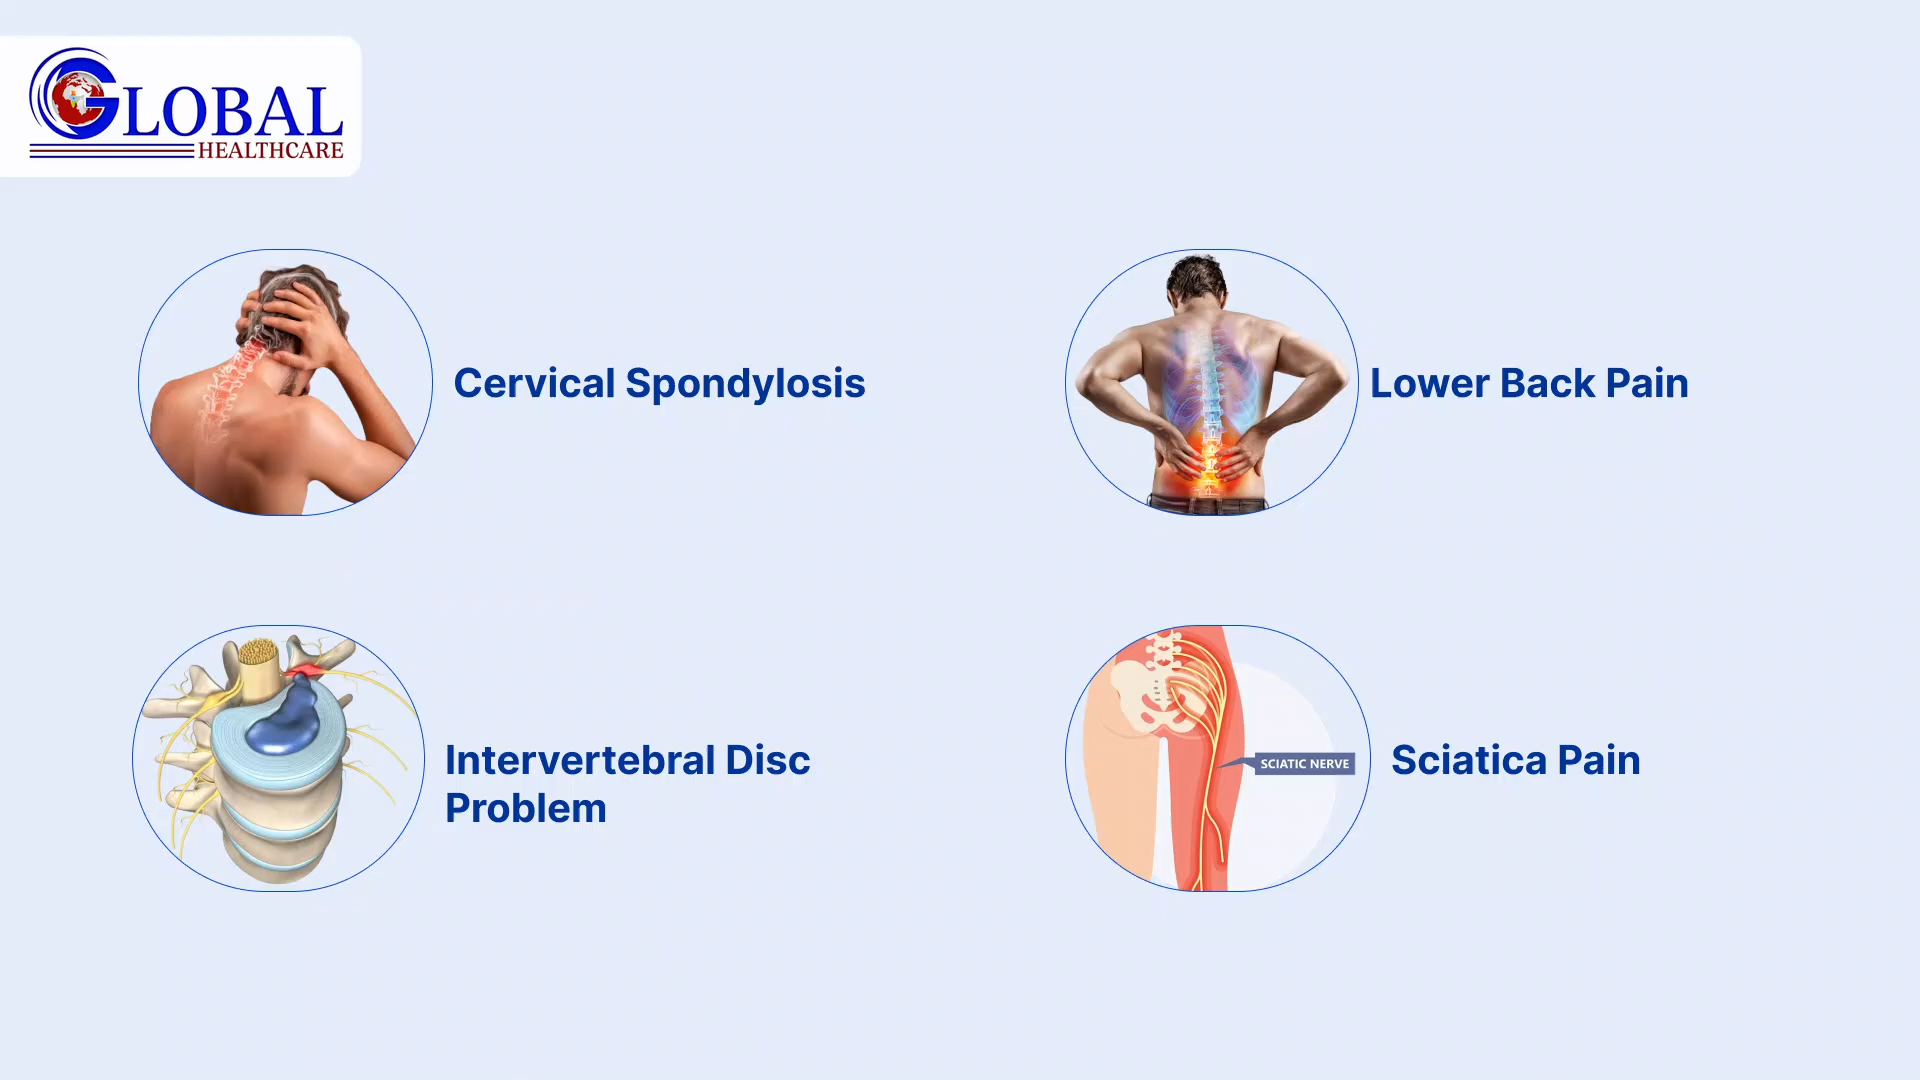 GLOBAL
HEALTHCARE
Cervical Spondylosis
Lower Back Pain
Intervertebral Disc
Problem
SCIATIC NERVE
Sciatica Pain